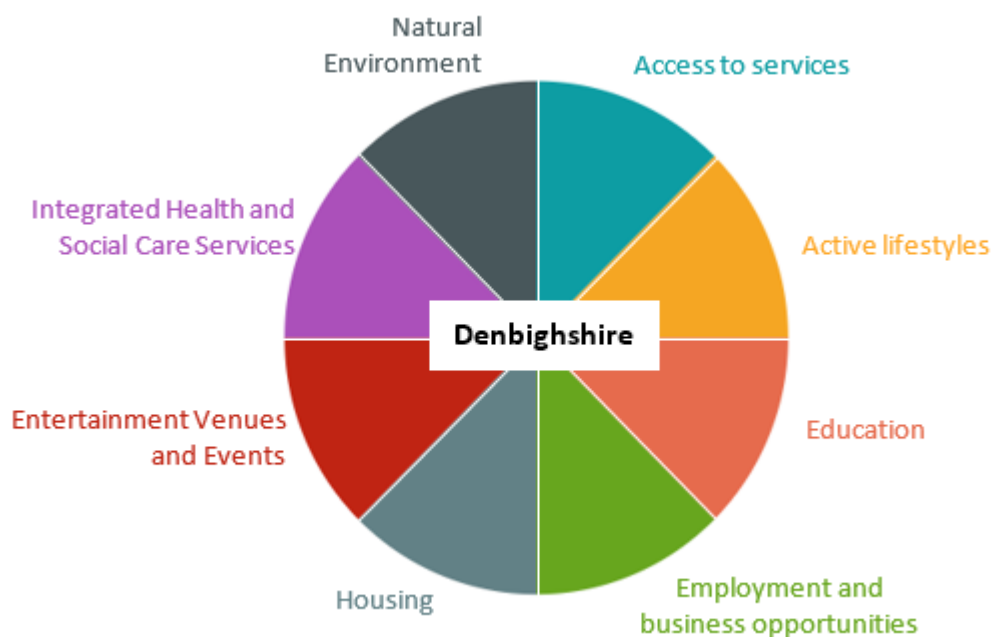 Natural
Environment
Access to services
Integrated Health and
Social Care Services
Active lifestyles
Denbighshire
Entertainment Venues
and Events
Education
Housing
Employment and
business opportunities